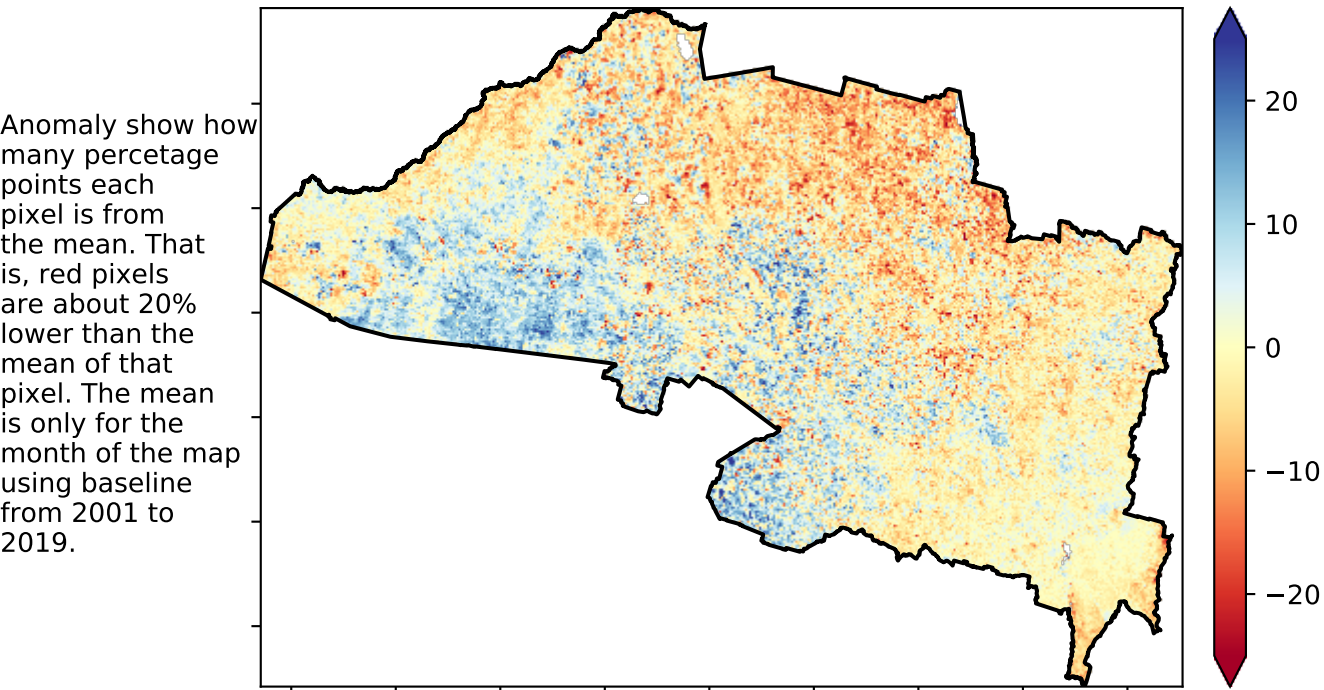 Anomaly show how
many percetage
points each
pixel is from
the mean. That
is, red pixels
are about 20%
lower than the
mean of that
pixel. The mean
is only for the
month of the map
using baseline
from 2001 to
2019.
20
10
0
−10
−20